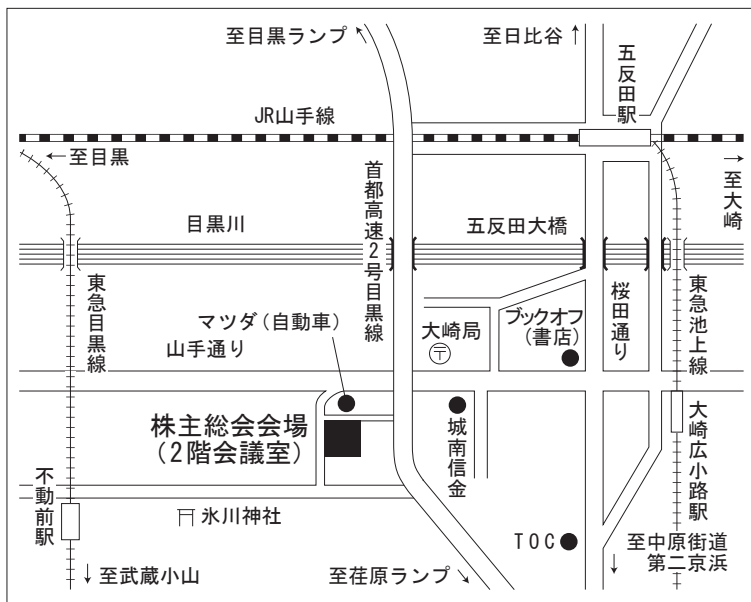 至目黒ランプ
至日比谷
五反田駅
JR山手線
至目黒
至大崎
首都高速2号目黒線
目黒川
五反田大橋
東急目黒線
桜田通り
東急池上線
マツダ(自動車)
山手通り
大崎局
〒
ブックオフ
(書店)
株主総会会場
(2階会議室)
城南信金
大崎広小路駅
不動前駅
氷川神社
TOC
至武蔵小山
至荏原ランプ
至中原街道
第二京浜